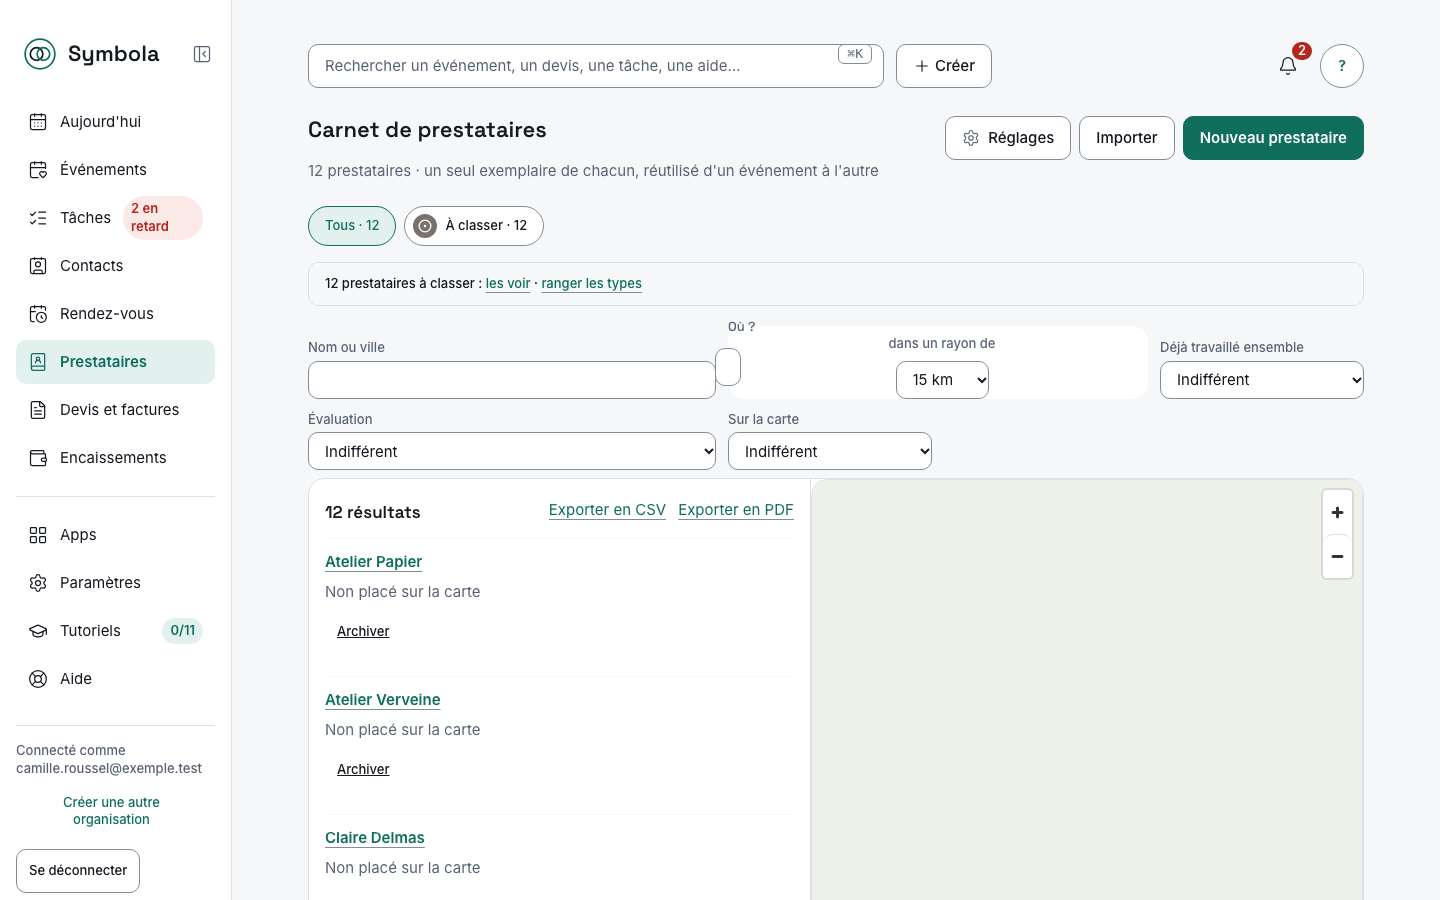 Symbola
Aujourd'hui
Événements
Tâches
2 en
retard
Contacts
Rendez-vous
Prestataires
Devis et factures
Encaissements
Apps
Paramètres
Tutoriels 0/11
Aide
Connecté comme
camille.roussel@exemple.test
Créer une autre
organisation
Se déconnecter
Rechercher un événement, un devis, une tâche, une aide... ⌘K
+ Créer
2
?
Carnet de prestataires
Réglages Importer Nouveau prestataire
12 prestataires · un seul exemplaire de chacun, réutilisé d'un événement à l'autre
Tous · 12 À classer · 12
12 prestataires à classer : les voir · ranger les types
Nom ou ville
Où ?
dans un rayon de
15 km
Déjà travaillé ensemble
Indifférent
Évaluation
Indifférent
Sur la carte
Indifférent
12 résultats Exporter en CSV Exporter en PDF
Atelier Papier
Non placé sur la carte
Archiver
Atelier Verveine
Non placé sur la carte
Archiver
Claire Delmas
Non placé sur la carte
+
−